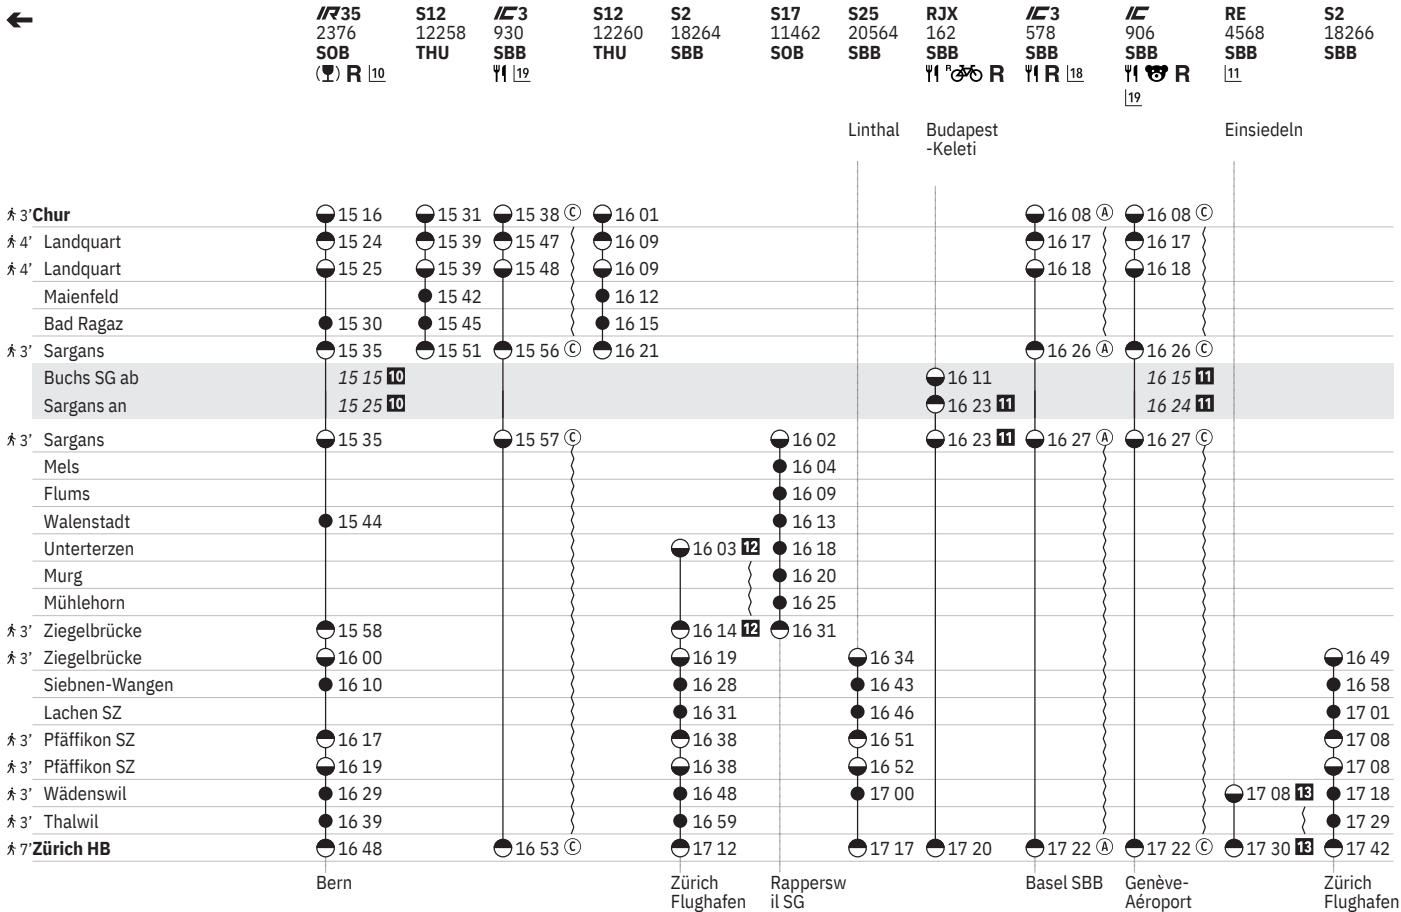 IR35 S12 IC3 S12 S2 S17 S25 RJX IC3 IC RE S2
2376 12258 930 12260 18264 11462 20564 162 578 906 4568 18266
SOB THU SBB THU SBB SOB SBB SBB SBB SBB SBB SBB
( ) R 10 19 R R R 18 R 11
19
Linthal Budapest Einsiedeln
-Keleti
3' Chur 15 16 15 31 15 38 C 16 01 16 08 A 16 08 C
4' Landquart 15 24 15 39 15 47 16 09 16 17 16 17
4' Landquart 15 25 15 39 15 48 16 09 16 18 16 18
Maienfeld 15 42 16 12
Bad Ragaz 15 30 15 45 16 15
3' Sargans 15 35 15 51 15 56 C 16 21 16 26 A 16 26 C
Buchs SG ab 15 15 10 16 11 16 15 11
Sargans an 15 25 10 16 23 11 16 24 11
3' Sargans 15 35 15 57 C 16 02 16 23 11 16 27 A 16 27 C
Mels 16 04
Flums 16 09
Walenstadt 15 44 16 13
Unterterzen 16 03 12 16 18
Murg 16 20
Mühlehorn 16 25
3' Ziegelbrücke 15 58 16 14 12 16 31
3' Ziegelbrücke 16 00 16 19 16 34 16 49
Siebnen-Wangen 16 10 16 28 16 43 16 58
Lachen SZ 16 31 16 46 17 01
3' Pfäffikon SZ 16 17 16 38 16 51 17 08
3' Pfäffikon SZ 16 19 16 38 16 52 17 08
3' Wädenswil 16 29 16 48 17 00 17 08 13 17 18
3' Thalwil 16 39 16 59 17 29
7' Zürich HB 16 48 16 53 C 17 12 17 17 17 20 17 22 A 17 22 C 17 30 13 17 42
Bern Zürich Rappersw Basel SBB Genève- Zürich
Flughafen il SG Aéroport Flughafen